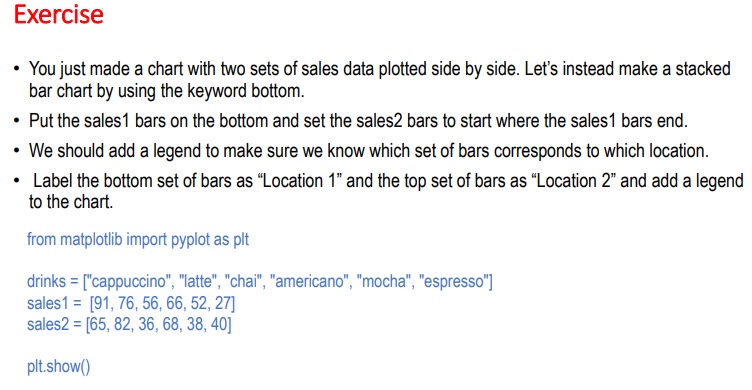 Exercise
• You just made a chart with two sets of sales data plotted side by side. Let’s instead make a stacked
bar chart by using the keyword bottom.
• Put the sales1 bars on the bottom and set the sales2 bars to start where the sales1 bars end.
• We should add a legend to make sure we know which set of bars corresponds to which location.
• Label the bottom set of bars as “Location 1” and the top set of bars as “Location 2” and add a legend
to the chart.
from matplotlib import pyplot as plt
drinks = ["cappuccino", "latte", "chai", "americano", "mocha", "espresso"]
sales1 = [91, 76, 56, 66, 52, 27]
sales2 = [65, 82, 36, 68, 38, 40]
plt.show()